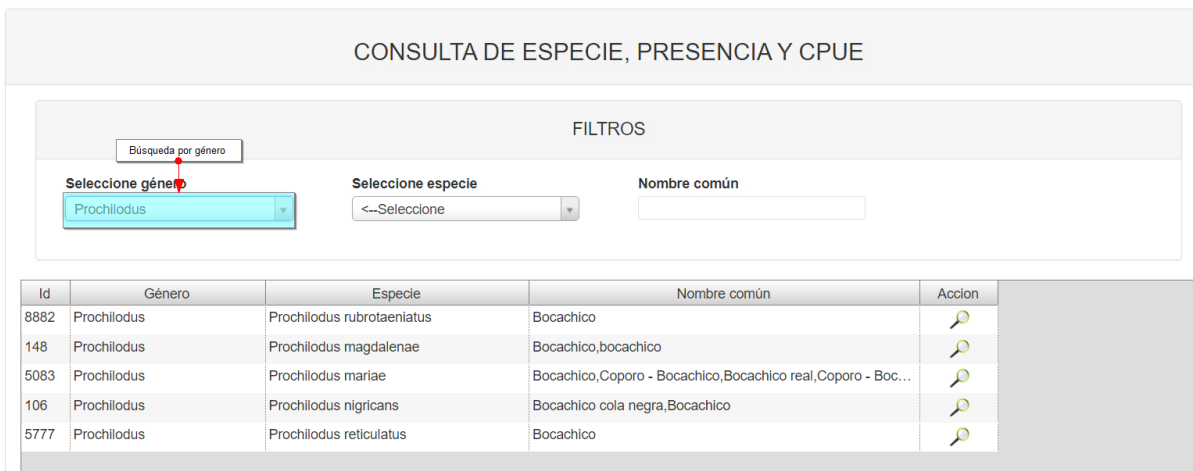 CONSULTA DE ESPECIE, PRESENCIA Y CPUE
FILTROS
Búsqueda por género
Seleccione género Seleccione especie Nombre común
Prochilodus <--Seleccione
Id Género Especie Nombre común Accion
8882 Prochilodus Prochilodus rubrotaeniatus Bocachico
148 Prochilodus Prochilodus magdalenae Bocachico,bocachico
5083 Prochilodus Prochilodus mariae Bocachico,Coporo - Bocachico,Bocachico real,Coporo - Boc...
106 Prochilodus Prochilodus nigricans Bocachico cola negra,Bocachico
5777 Prochilodus Prochilodus reticulatus Bocachico